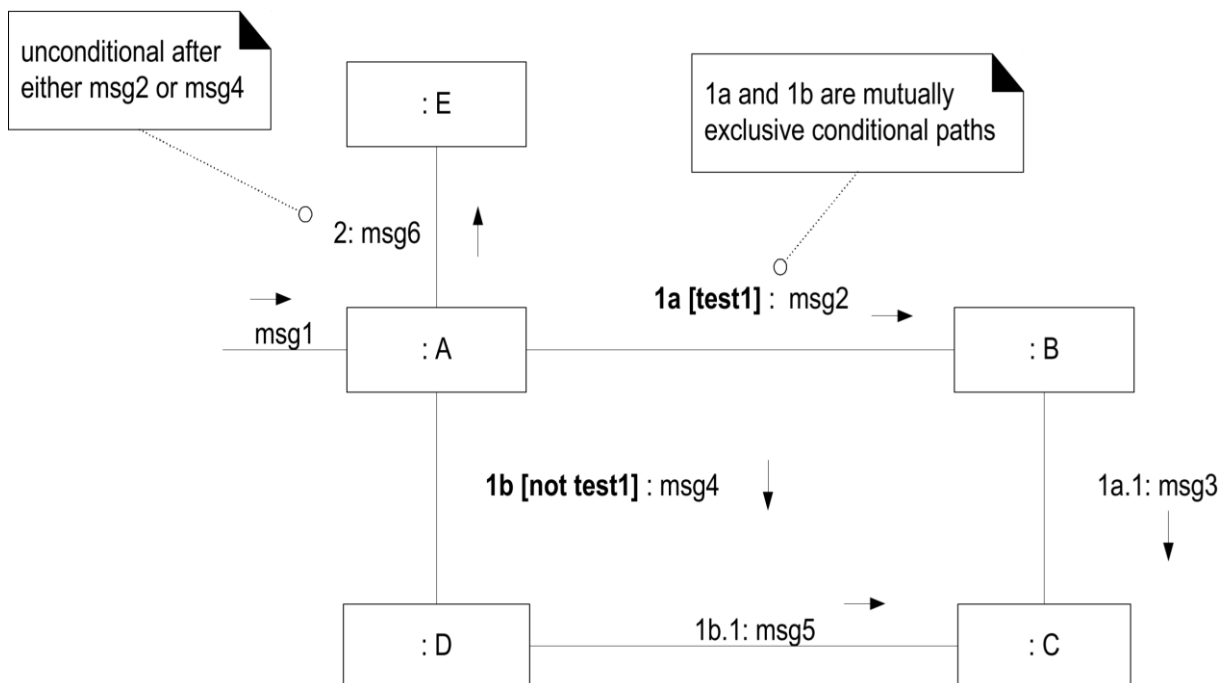 unconditional after
either msg2 or msg4
: E
1a and 1b are mutually
exclusive conditional paths
2: msg6
1a [test1] : msg2
msg1
: A
: B
1b [not test1] : msg4
1a.1: msg3
: D
1b.1: msg5
: C